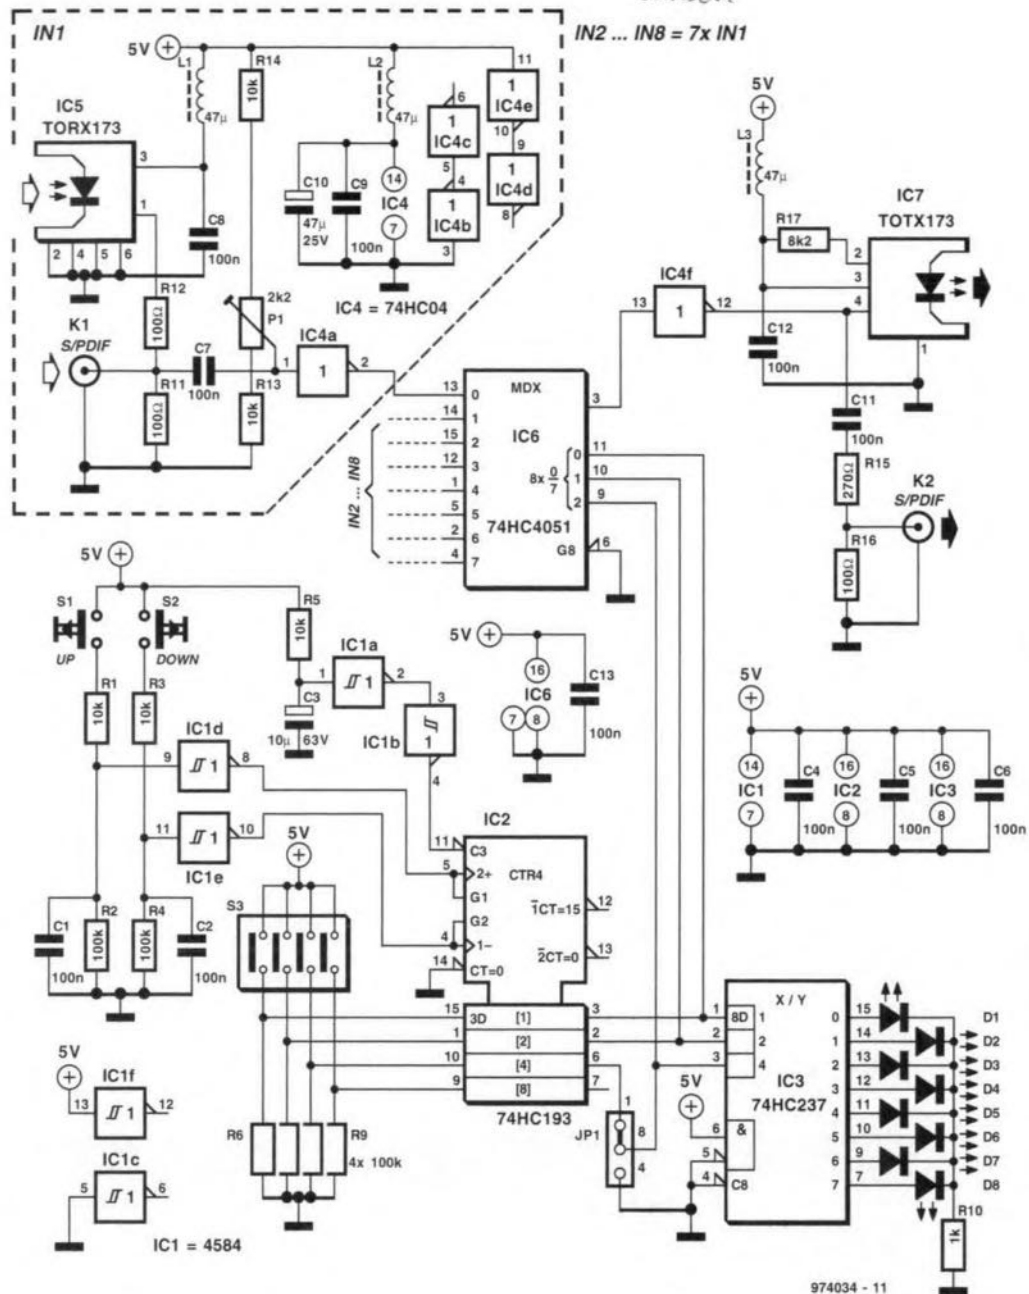 IN1
IN2 ... IN8 = 7x IN1
5V
L1
47µ
R14
10k
L2
47µ
11
1
IC4e
10
6
1
IC4c
5
4
1
IC4b
3
9
1
IC4d
8
IC5
TORX173
3
1
2
4
5
6
C8
100n
C10
47µ
25V
C9
100n
14
IC4
7
IC4 = 74HC04
R12
100Ω
2k2
P1
K1
S/PDIF
C7
100n
R11
100Ω
R13
10k
IC4a
1
1
2
5V
L3
47µ
IC7
TOTX173
R17
8k2
2
3
4
1
IC4f
13
1
12
C12
100n
C11
100n
R15
270Ω
K2
S/PDIF
R16
100Ω
MDX
IC6
74HC4051
13
0
14
1
15
2
12
3
1
4
5
5
2
6
4
7
IN2 ... IN8
3
8x 0/7
0
11
1
10
2
9
G8
6
5V
S1
UP
S2
DOWN
R1
10k
R3
10k
R5
10k
C3
10µ 63V
IC1a
1
1
2
3
1
IC1b
4
IC1d
9
1
8
11
1
10
IC1e
C1
100n
R2
100k
R4
100k
C2
100n
5V
16
IC6
7
8
C13
100n
5V
14
IC1
7
C4
100n
16
IC2
8
C5
100n
16
IC3
8
C6
100n
IC2
CTR4
11
C3
5
2+
G1
G2
4
1−
14
CT=0
1CT=15
12
2CT=0
13
5V
S3
15
3D
[1]
3
1
[2]
2
10
[4]
6
9
[8]
7
74HC193
R6
R9
4x 100k
JP1
1
8
4
5V
X / Y
IC3
74HC237
1
8D
1
2
2
3
4
6
&
5
4
C8
0
15
1
14
2
13
3
12
4
11
5
10
6
9
7
7
D1
D2
D3
D4
D5
D6
D7
D8
R10
1k
5V
IC1f
13
1
12
IC1c
5
1
6
IC1 = 4584
974034 - 11